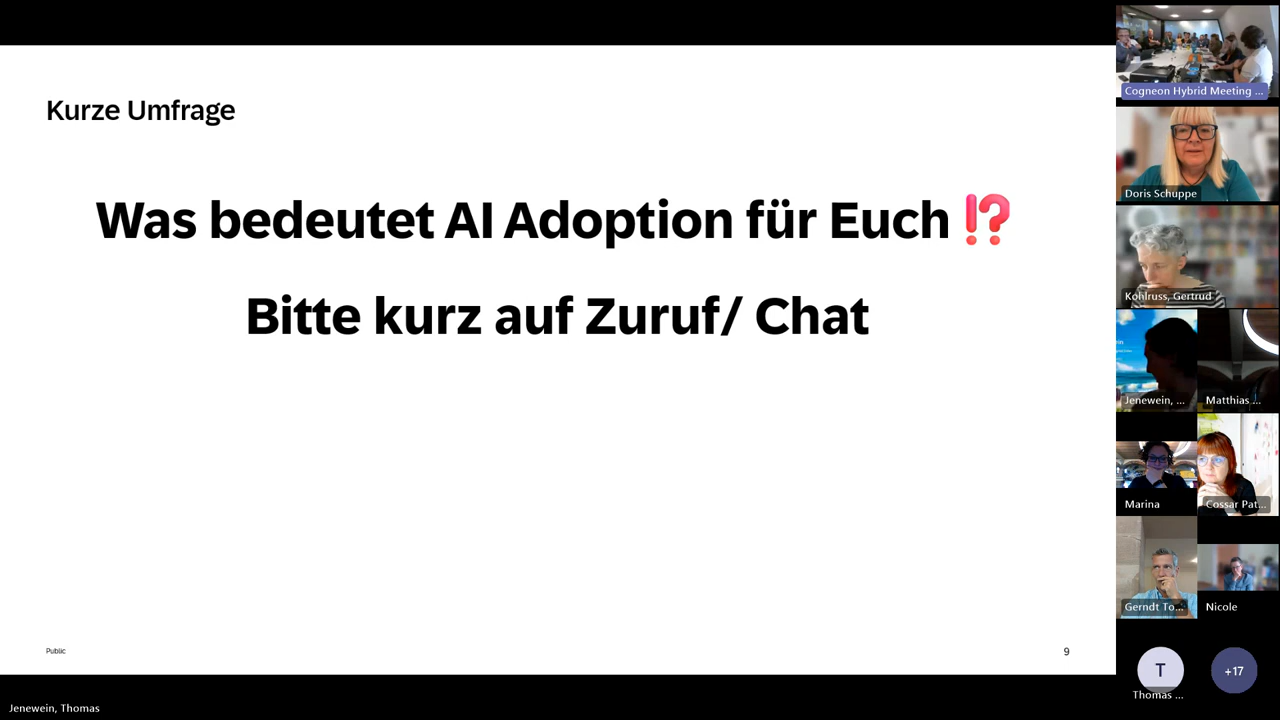 Kurze Umfrage
Was bedeutet AI Adoption für Euch ⁉️
Bitte kurz auf Zuruf/ Chat
Public
9
Jenewein, Thomas
Cogneon Hybrid Meeting ...
Doris Schuppe
Kohlruss, Gertrud
Jenewein, ...
Matthias ...
Marina
Cossar Pat...
Gerndt To...
Nicole
T
Thomas ...
+17